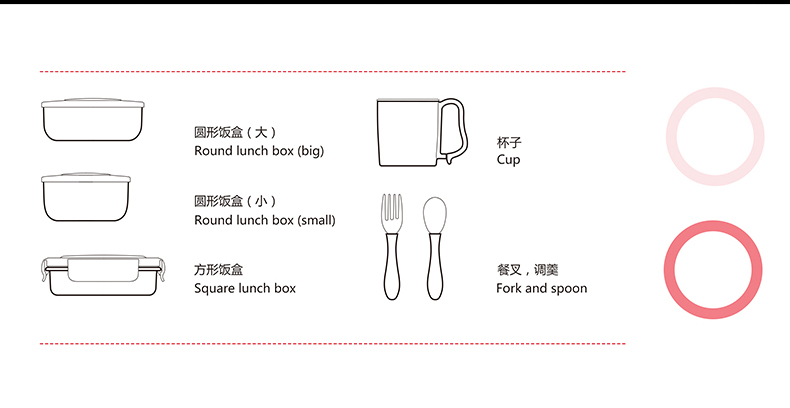 圆形饭盒（大）
Round lunch box (big)
圆形饭盒（小）
Round lunch box (small)
方形饭盒
Square lunch box
杯子
Cup
餐叉，调羹
Fork and spoon